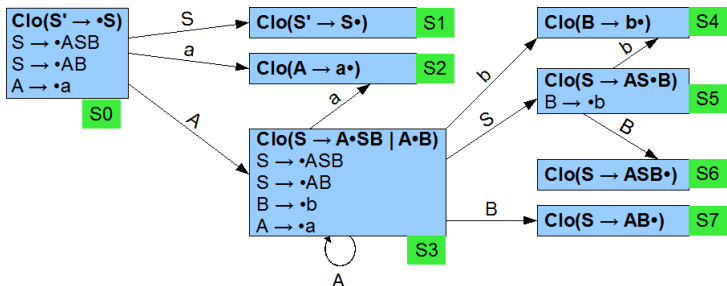 Clo(S' → •S)
S → •ASB
S → •AB
A → •a
S0
S
a
A
Clo(S' → S•)
S1
Clo(A → a•)
S2
a
Clo(S → A•SB | A•B)
S → •ASB
S → •AB
B → •b
A → •a
S3
A
b
S
B
Clo(B → b•)
S4
b
Clo(S → AS•B)
B → •b
S5
B
Clo(S → ASB•)
S6
Clo(S → AB•)
S7